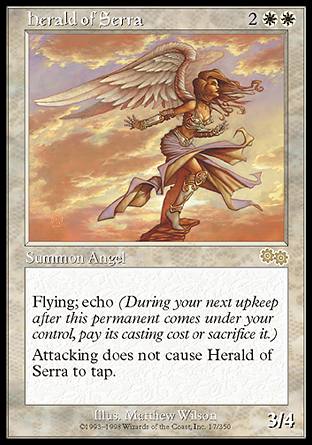 Herald of Serra 2
Summon Angel
Flying; echo (During your next upkeep
after this permanent comes under your
control, pay its casting cost or sacrifice it.)
Attacking does not cause Herald of
Serra to tap.
Illus. Matthew Wilson
©1993-1998 Wizards of the Coast, Inc. 17/350
3/4